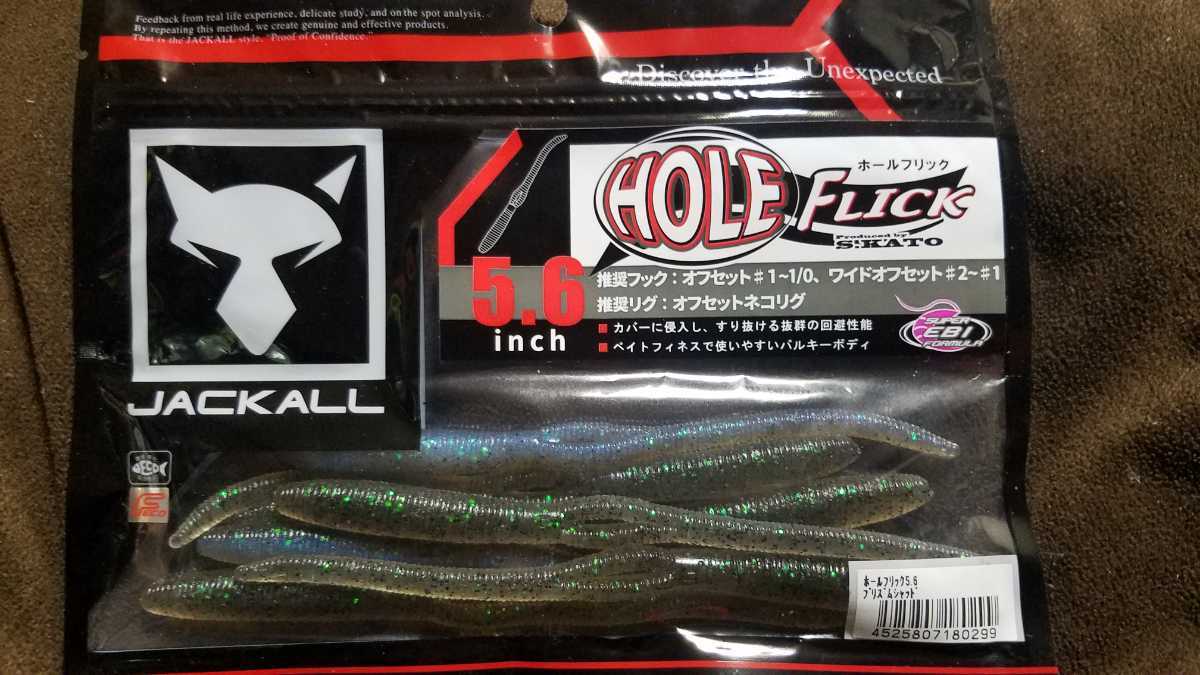 Feedback from real life experience, delicate study, and on the spot analysis.
By repeating this method, we create genuine and effective products.
That is the JACKALL style. "Proof of Confidence."
Discover the Unexpected
HOLE
ホールフリック
FLICK
Produced by
S.KATO
5.6
inch
推奨フック：オフセット♯1~1/0、ワイドオフセット♯2~♯1
推奨リグ：オフセットネコリグ
■ カバーに侵入し、すり抜ける抜群の回避性能
■ ベイトフィネスで使いやすいバルキーボディ
SUPER
EBI
FORMULA
JACKALL
ECO
ホールフリック5.6
プリズムシャッド
4525807180299